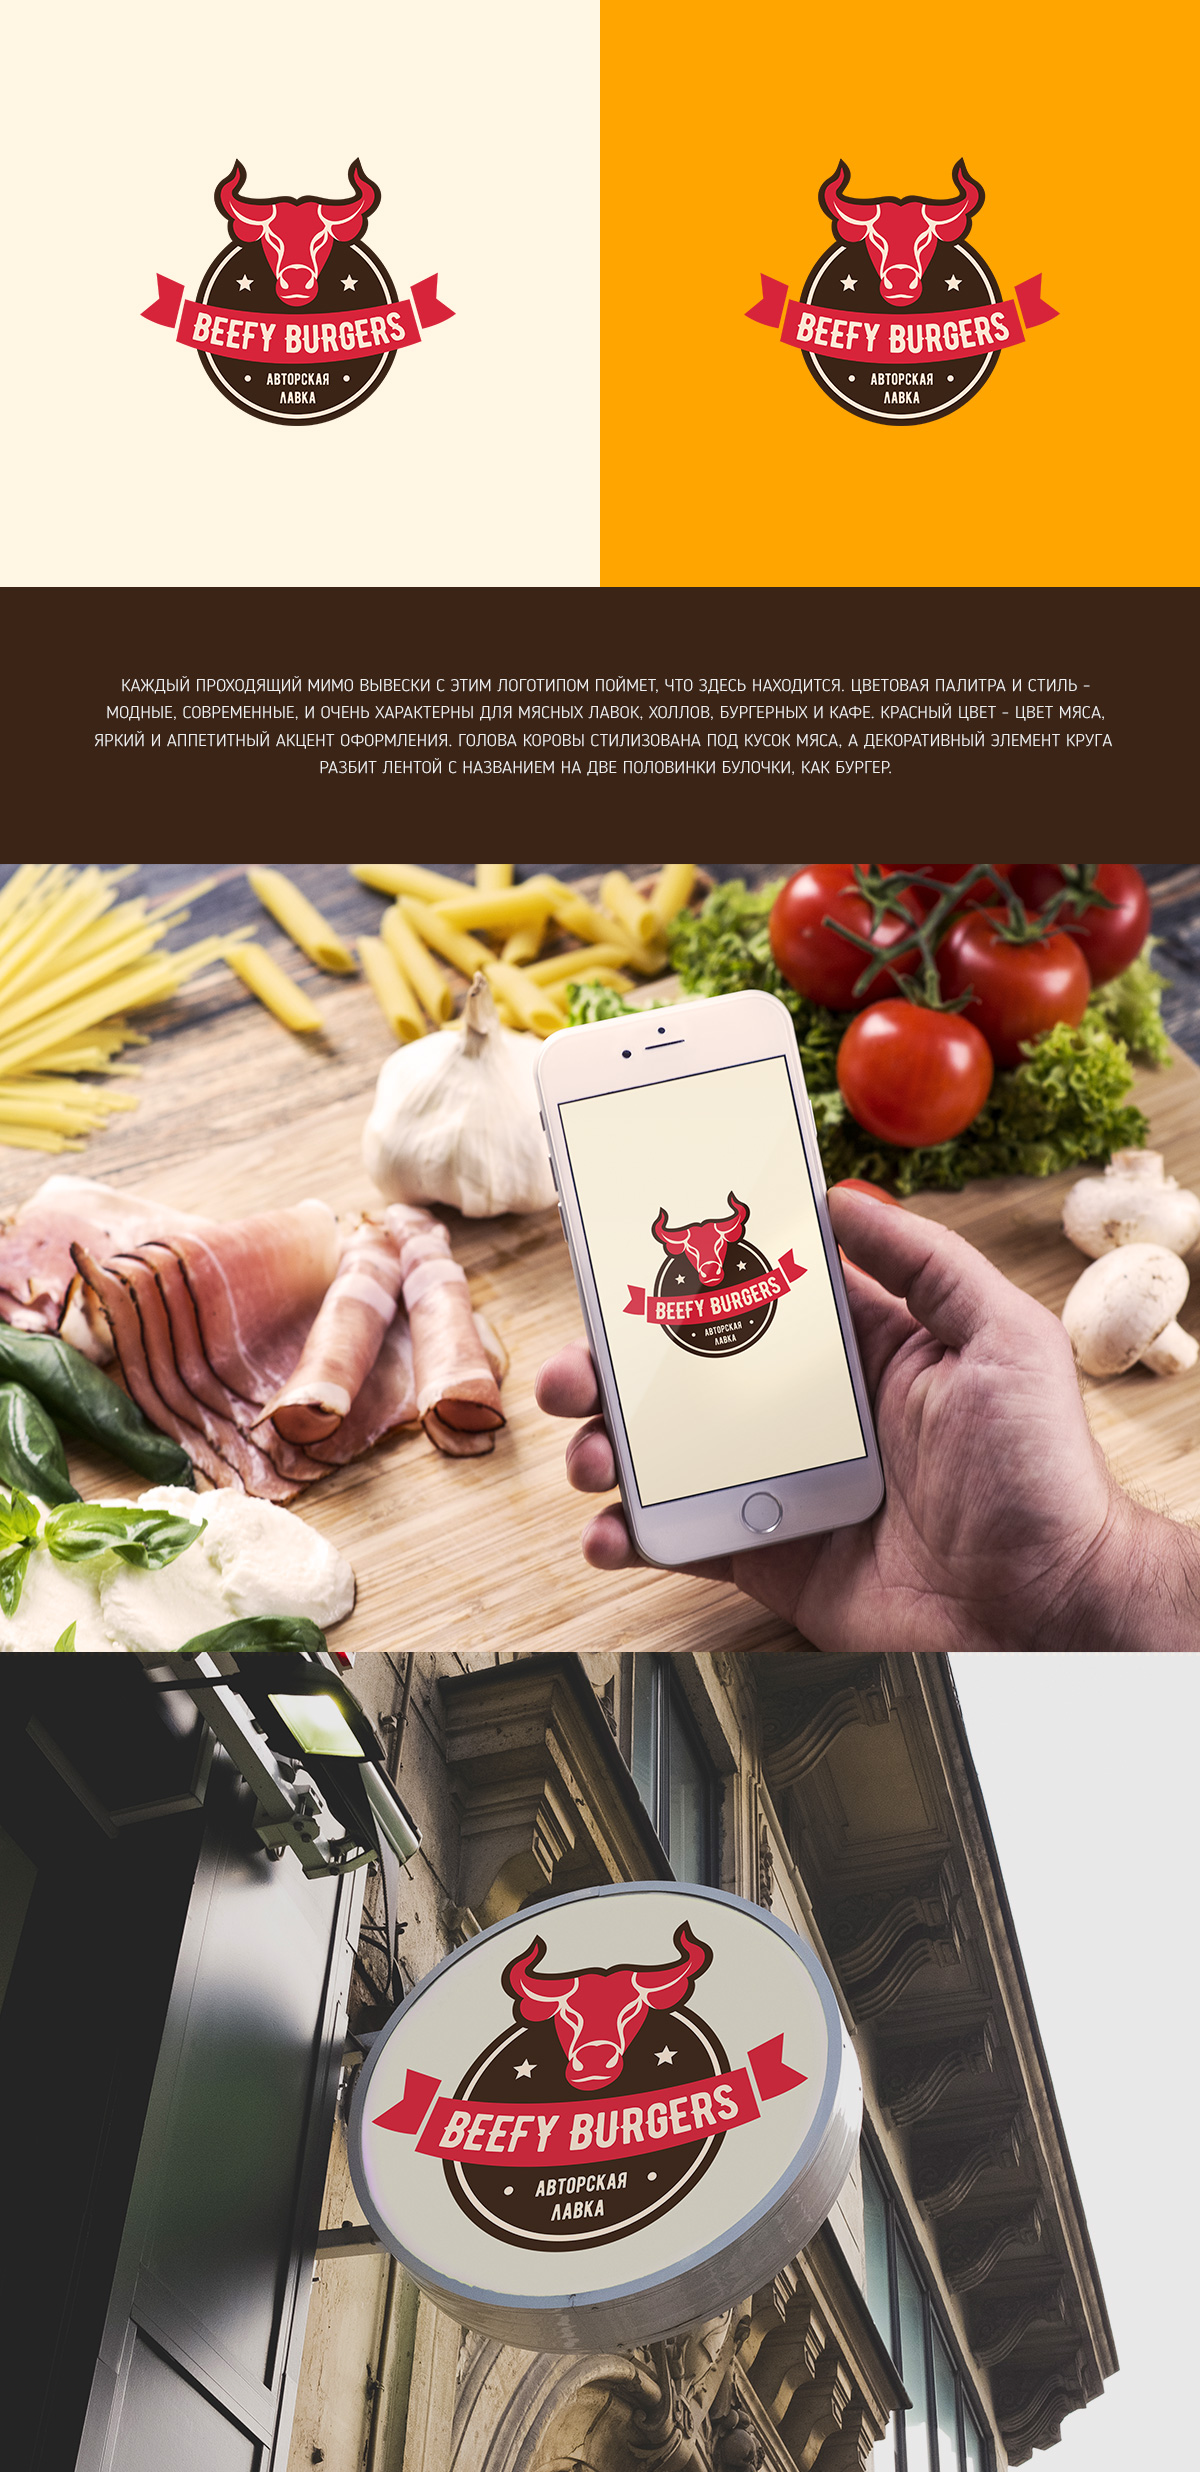 BEEFY BURGERS
АВТОРСКАЯ
ЛАВКА
BEEFY BURGERS
АВТОРСКАЯ
ЛАВКА
КАЖДЫЙ ПРОХОДЯЩИЙ МИМО ВЫВЕСКИ С ЭТИМ ЛОГОТИПОМ ПОЙМЕТ, ЧТО ЗДЕСЬ НАХОДИТСЯ. ЦВЕТОВАЯ ПАЛИТРА И СТИЛЬ -
МОДНЫЕ, СОВРЕМЕННЫЕ, И ОЧЕНЬ ХАРАКТЕРНЫ ДЛЯ МЯСНЫХ ЛАВОК, ХОЛЛОВ, БУРГЕРНЫХ И КАФЕ. КРАСНЫЙ ЦВЕТ - ЦВЕТ МЯСА,
ЯРКИЙ И АППЕТИТНЫЙ АКЦЕНТ ОФОРМЛЕНИЯ. ГОЛОВА КОРОВЫ СТИЛИЗОВАНА ПОД КУСОК МЯСА, А ДЕКОРАТИВНЫЙ ЭЛЕМЕНТ КРУГА
РАЗБИТ ЛЕНТОЙ С НАЗВАНИЕМ НА ДВЕ ПОЛОВИНКИ БУЛОЧКИ, КАК БУРГЕР.
BEEFY BURGERS
АВТОРСКАЯ
ЛАВКА
BEEFY BURGERS
АВТОРСКАЯ
ЛАВКА